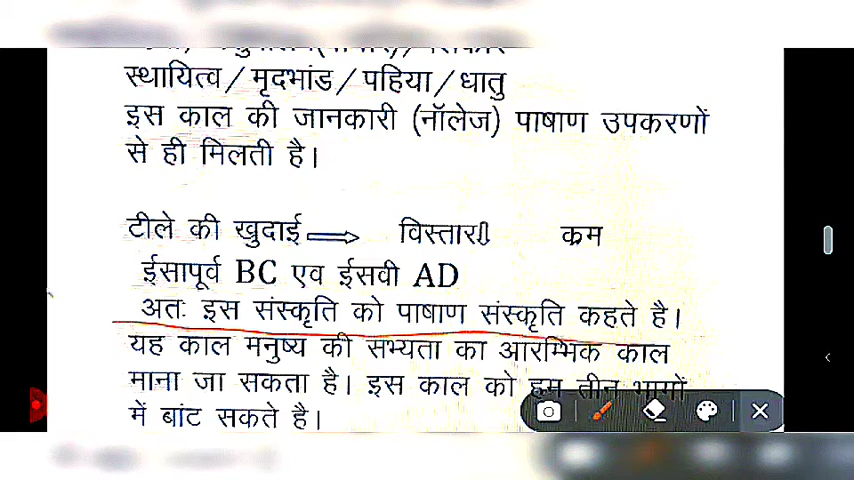 स्थायित्व/मृदभांड/पहिया/धातु
इस काल की जानकारी (नॉलेज) पाषाण उपकरणों
से ही मिलती है।
टीले की खुदाई ⇒ विस्तार⇩ कम
ईसापूर्व BC एव ईसवी AD
अतः इस संस्कृति को पाषाण संस्कृति कहते है।
यह काल मनुष्य की सभ्यता का आरम्भिक काल
माना जा सकता है। इस काल को हम तीन भागों
में बांट सकते है।